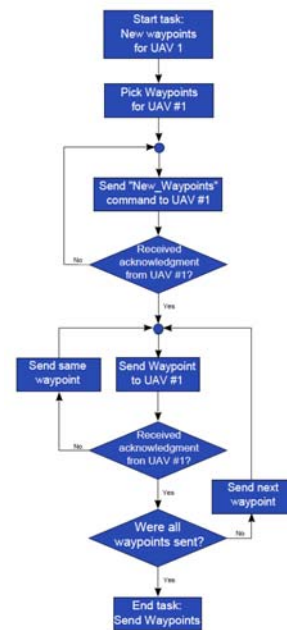 Start task:
New waypoints
for UAV 1
Pick Waypoints
for UAV #1
Send "New_Waypoints"
command to UAV #1
Received
acknowledgment
from UAV #1?
No
Yes
Send same
waypoint
Send Waypoint
to UAV #1
Received
acknowledgment
fron UAV #1?
No
Yes
Send next
waypoint
Were all
waypoints sent?
No
Yes
End task:
Send Waypoints